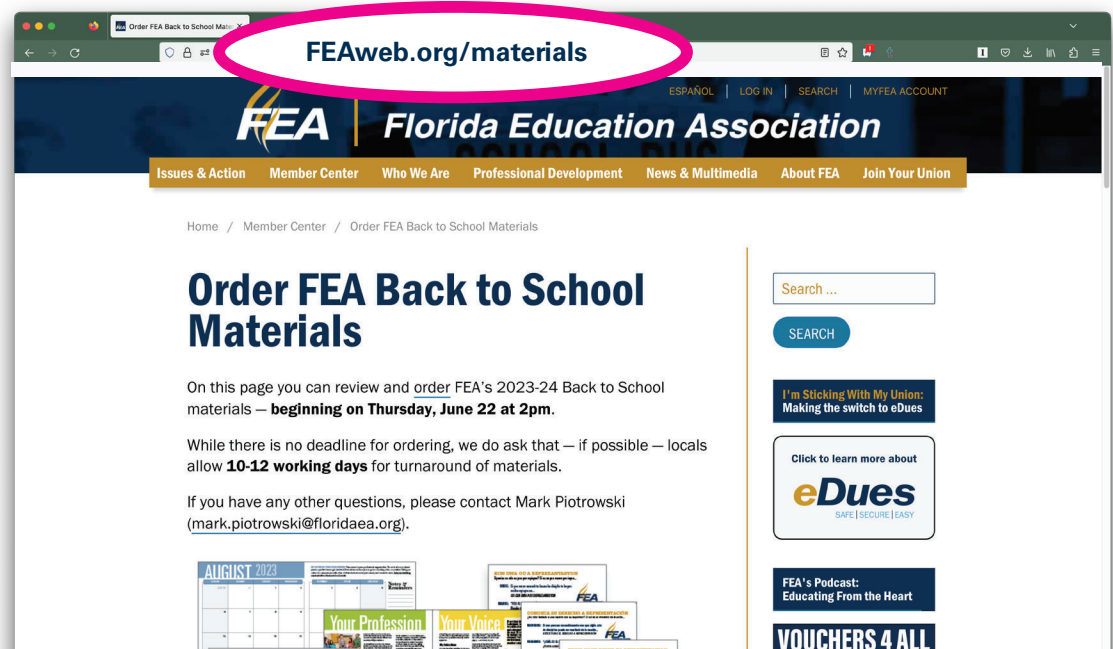 Order FEA Back to School Mate
FEAweb.org/materials
ESPAÑOL | LOG IN | SEARCH | MYFEA ACCOUNT
FEA Florida Education Association
Issues & Action Member Center Who We Are Professional Development News & Multimedia About FEA Join Your Union
Home / Member Center / Order FEA Back to School Materials
Order FEA Back to School
Materials
On this page you can review and order FEA’s 2023-24 Back to School
materials — beginning on Thursday, June 22 at 2pm.
While there is no deadline for ordering, we do ask that — if possible — locals
allow 10-12 working days for turnaround of materials.
If you have any other questions, please contact Mark Piotrowski
(mark.piotrowski@floridaea.org).
AUGUST 2023
Notes &
Reminders
Your Profession
Your Voice
FEA
FEA
Search ...
SEARCH
I'm Sticking With My Union:
Making the switch to eDues
Click to learn more about
eDues
SAFE | SECURE | EASY
FEA's Podcast:
Educating From the Heart
VOUCHERS 4 ALL